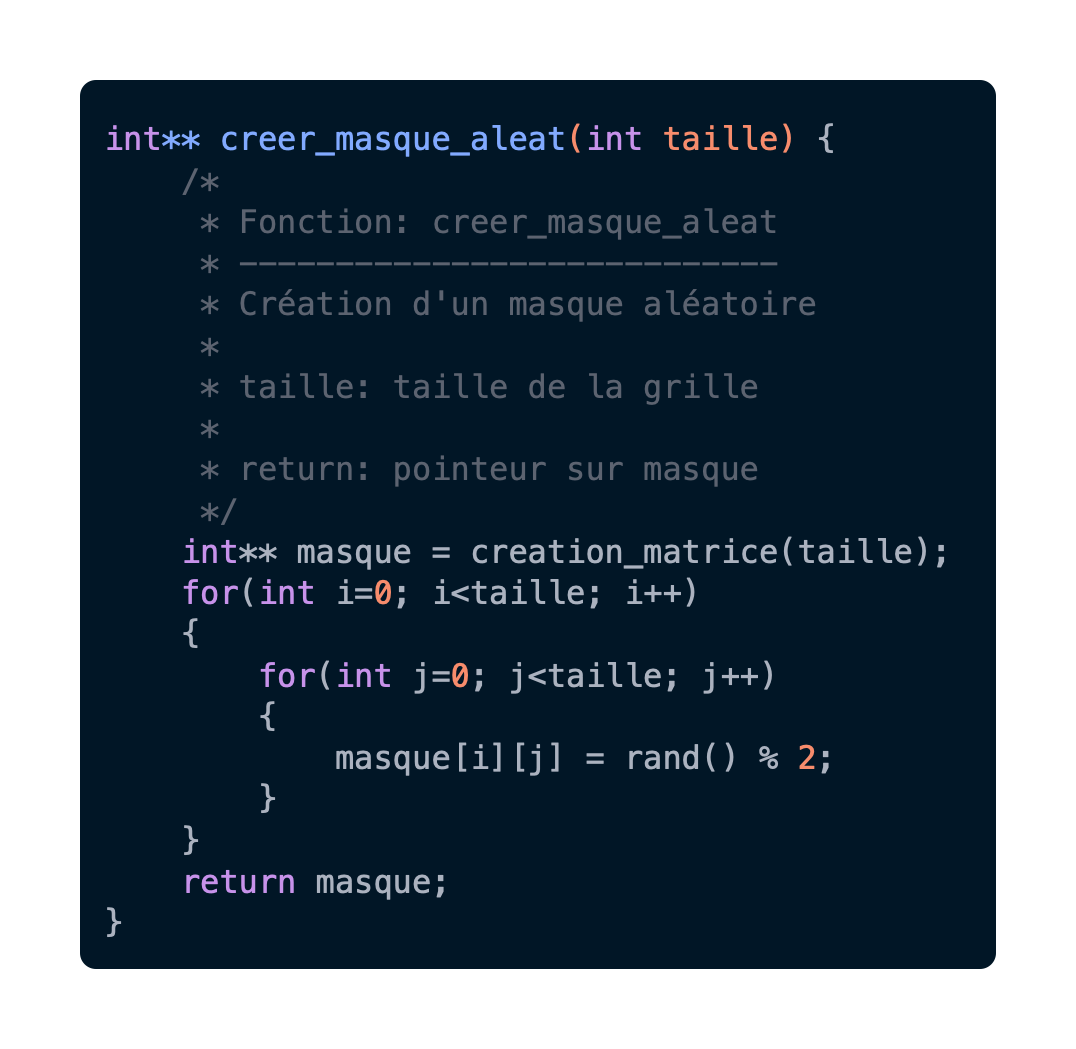 int** creer_masque_aleat(int taille) {
    /*
     * Fonction: creer_masque_aleat
     * ----------------------------
     * Création d'un masque aléatoire
     *
     * taille: taille de la grille
     *
     * return: pointeur sur masque
     */
    int** masque = creation_matrice(taille);
    for(int i=0; i<taille; i++)
    {
        for(int j=0; j<taille; j++)
        {
            masque[i][j] = rand() % 2;
        }
    }
    return masque;
}